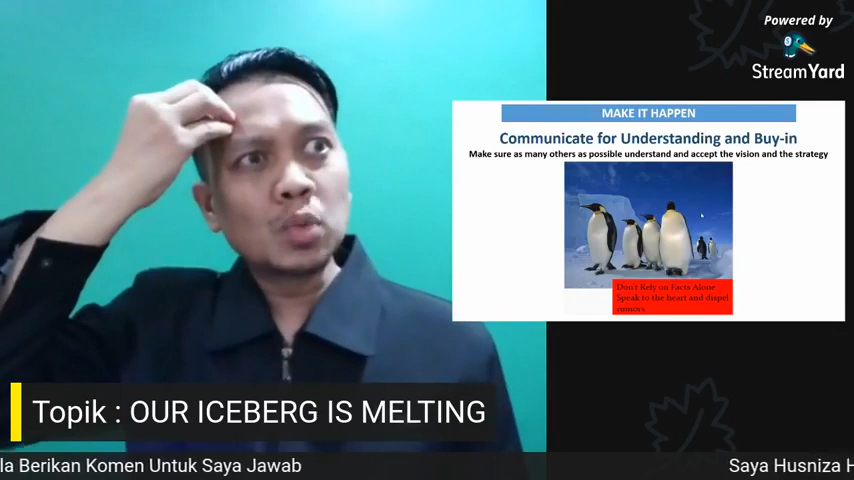 Powered by
StreamYard
MAKE IT HAPPEN
Communicate for Understanding and Buy-in
Make sure as many others as possible understand and accept the vision and the strategy
Don't Rely on Facts Alone
Speak to the heart and dispel
rumors
Topik : OUR ICEBERG IS MELTING
la Berikan Komen Untuk Saya Jawab
Saya Husniza H